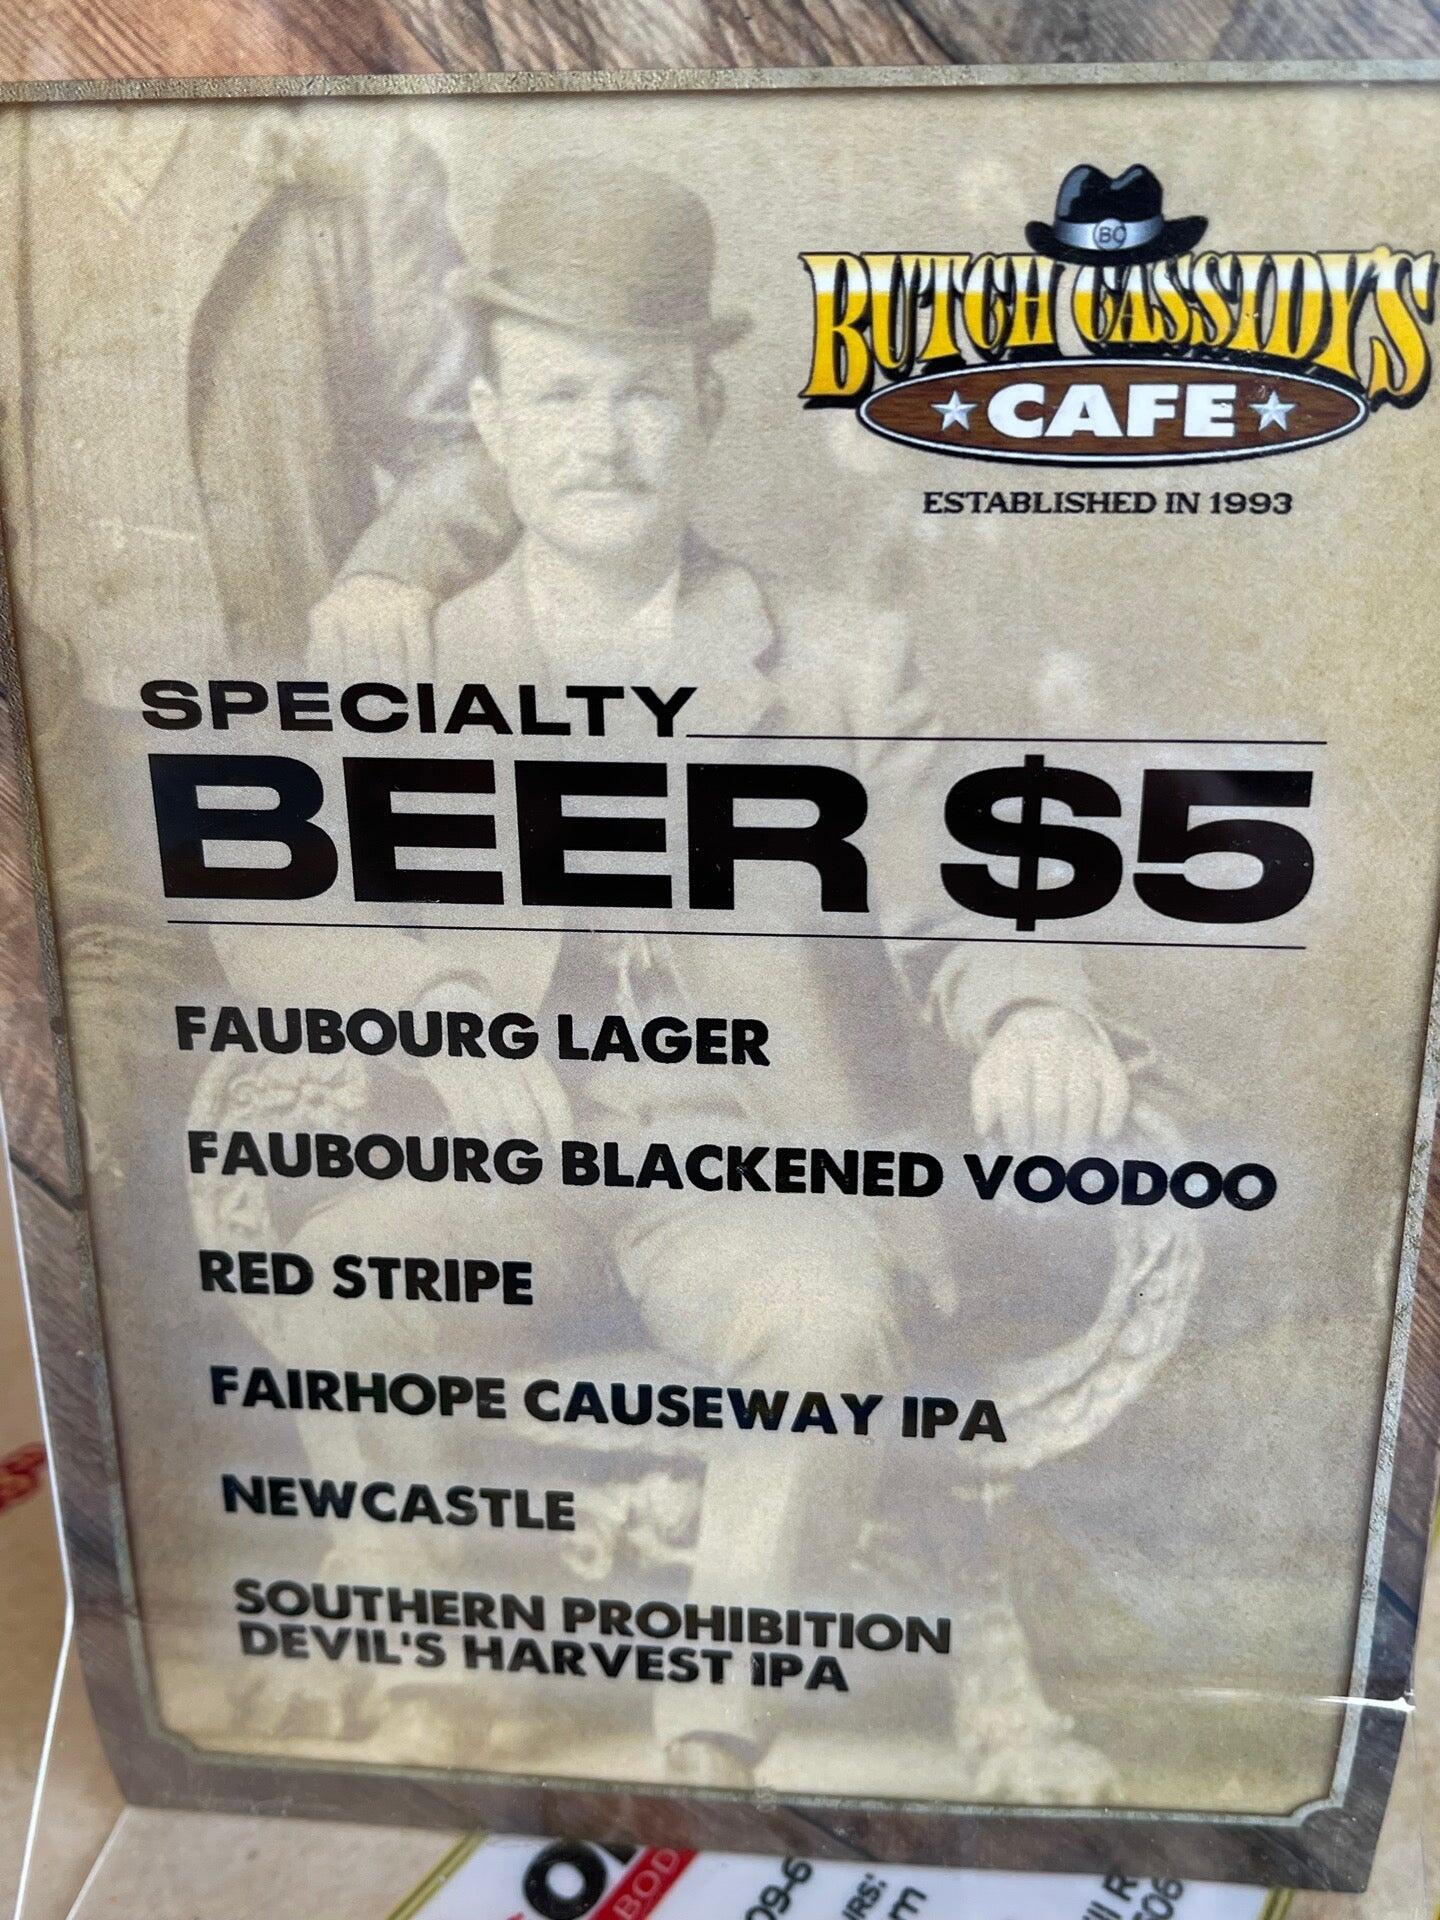 BC
BUTCH CASSIDY'S
CAFE
ESTABLISHED IN 1993
SPECIALTY
BEER $5
FAUBOURG LAGER
FAUBOURG BLACKENED VOODOO
RED STRIPE
FAIRHOPE CAUSEWAY IPA
NEWCASTLE
SOUTHERN PROHIBITION
DEVIL'S HARVEST IPA
BOD